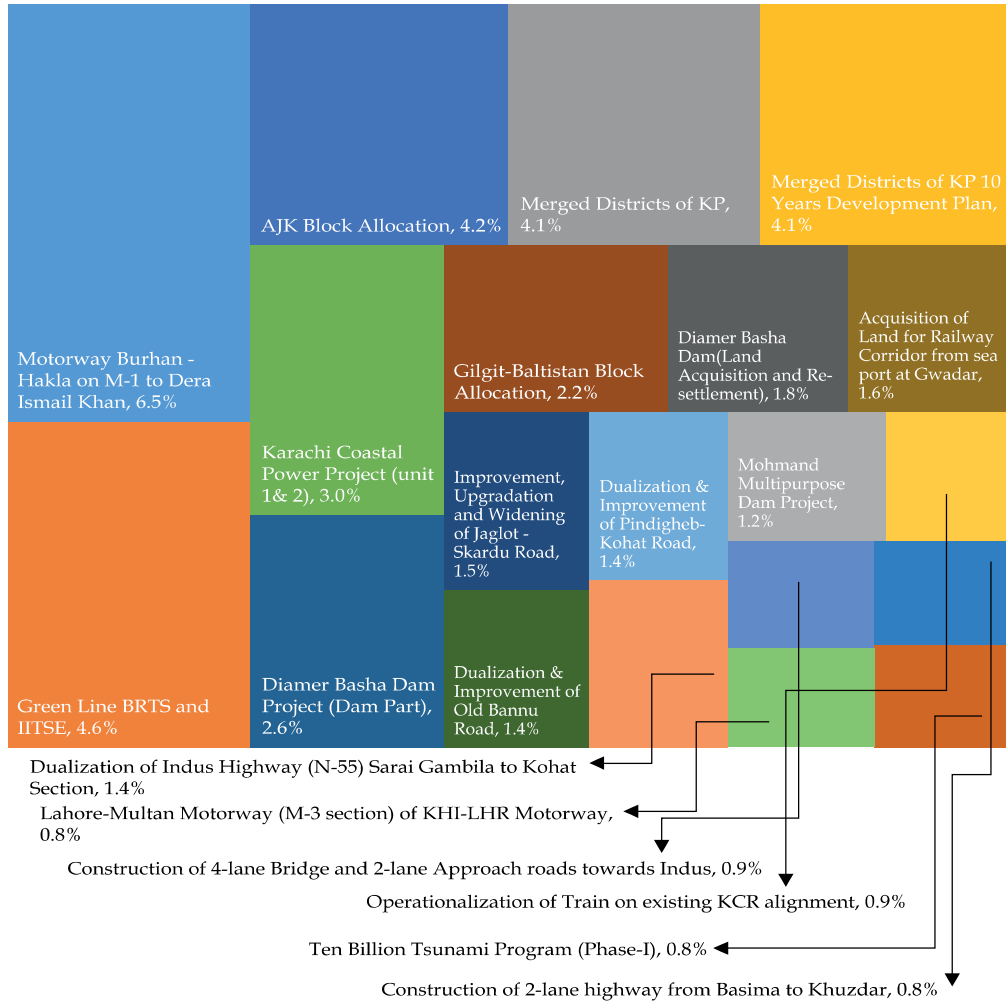 Motorway Burhan -
Hakla on M-1 to Dera
Ismail Khan, 6.5%
AJK Block Allocation, 4.2%
Merged Districts of KP,
4.1%
Merged Districts of KP 10
Years Development Plan,
4.1%
Green Line BRTS and
IITSE, 4.6%
Karachi Coastal
Power Project (unit
1& 2), 3.0%
Diamer Basha Dam
Project (Dam Part),
2.6%
Gilgit-Baltistan Block
Allocation, 2.2%
Diamer Basha
Dam(Land
Acquisition and Re-
settlement), 1.8%
Acquisition of
Land for Railway
Corridor from sea
port at Gwadar,
1.6%
Improvement,
Upgradation
and Widening
of Jaglot -
Skardu Road,
1.5%
Dualization &
Improvement
of Pindigheb-
Kohat Road,
1.4%
Mohmand
Multipurpose
Dam Project,
1.2%
Dualization &
Improvement of
Old Bannu
Road, 1.4%
Dualization of Indus Highway (N-55) Sarai Gambila to Kohat
Section, 1.4%
Lahore-Multan Motorway (M-3 section) of KHI-LHR Motorway,
0.8%
Construction of 4-lane Bridge and 2-lane Approach roads towards Indus, 0.9%
Operationalization of Train on existing KCR alignment, 0.9%
Ten Billion Tsunami Program (Phase-I), 0.8%
Construction of 2-lane highway from Basima to Khuzdar, 0.8%